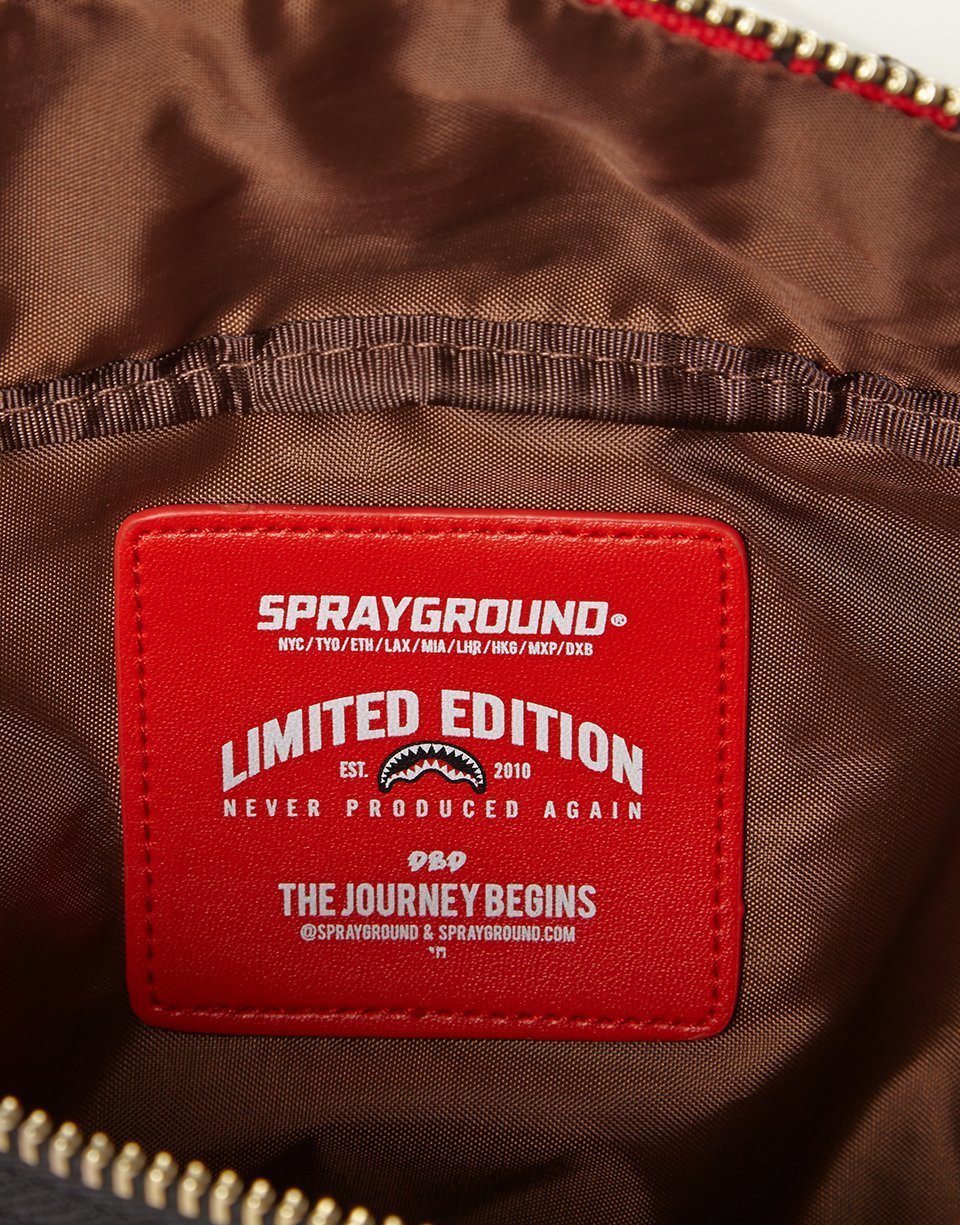 SPRAYGROUND®
NYC/TYO/ETH/LAX/MIA/LHR/HKG/MXP/DXB
LIMITED EDITION
EST. 2010
NEVER PRODUCED AGAIN
DBD
THE JOURNEY BEGINS
@SPRAYGROUND & SPRAYGROUND.COM